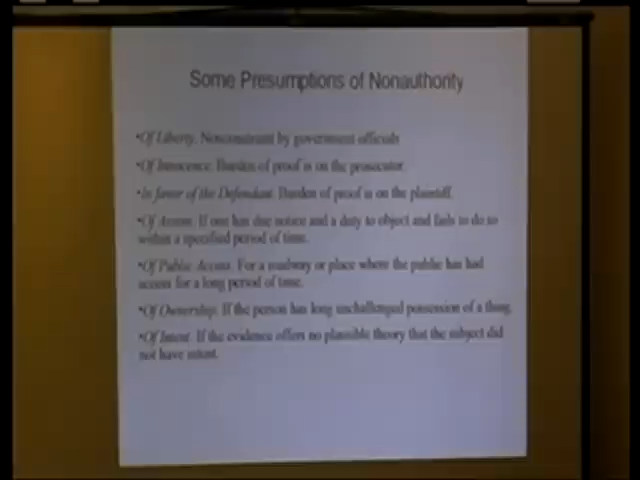 Some Presumptions of Nonauthority
•Of Liberty. Nonconstraint by government officials
•Of Innocence. Burden of proof is on the prosecutor.
•In favor of the Defendant. Burden of proof is on the plaintiff.
•Of Assent. If one has due notice and a duty to object and fails to do so
within a specified period of time.
•Of Public Access. For a roadway or place where the public has had
access for a long period of time.
•Of Ownership. If the person has long unchallenged possession of a thing.
•Of Intent. If the evidence offers no plausible theory that the subject did
not have intent.